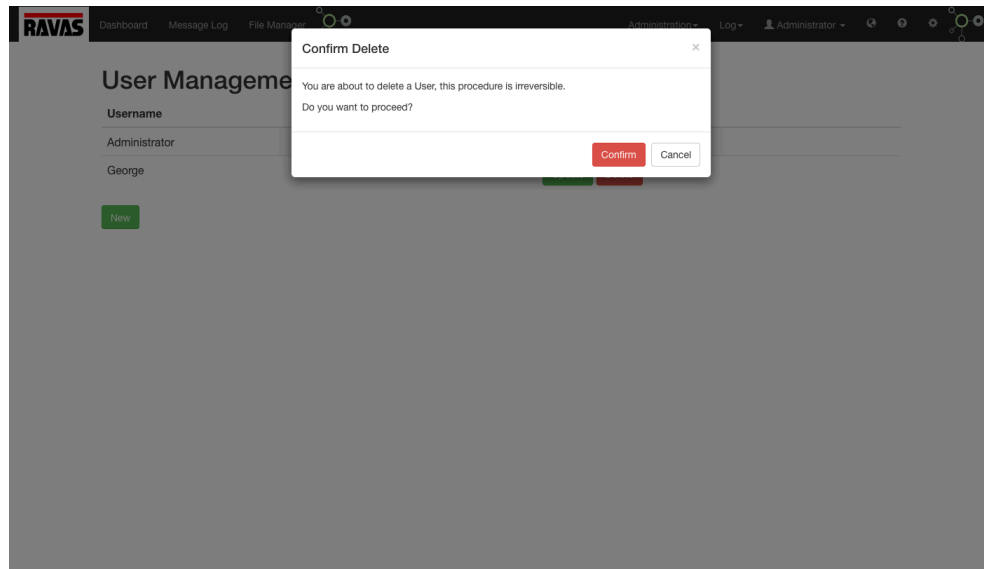 RAVAS Dashboard Message Log File Manager Administration Log Administrator
Confirm Delete ×
User Manageme
You are about to delete a User, this procedure is irreversible.
Do you want to proceed?
Username
Administrator
Confirm Cancel
George
New